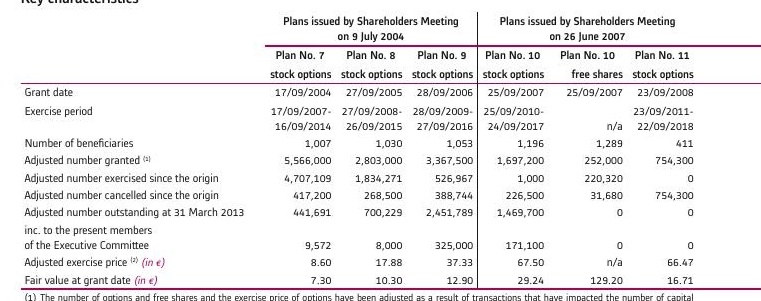 Key characteristics
Plans issued by Shareholders Meeting Plans issued by Shareholders Meeting
on 9 July 2004 on 26 June 2007
Plan No. 7 Plan No. 8 Plan No. 9 Plan No. 10 Plan No. 10 Plan No. 11
stock options stock options stock options stock options free shares stock options
Grant date 17/09/2004 27/09/2005 28/09/2006 25/09/2007 25/09/2007 23/09/2008
Exercise period 17/09/2007- 27/09/2008- 28/09/2009- 25/09/2010- 23/09/2011-
16/09/2014 26/09/2015 27/09/2016 24/09/2017 n/a 22/09/2018
Number of beneficiaries 1,007 1,030 1,053 1,196 1,289 411
Adjusted number granted (1) 5,566,000 2,803,000 3,367,500 1,697,200 252,000 754,300
Adjusted number exercised since the origin 4,707,109 1,834,271 526,967 1,000 220,320 0
Adjusted number cancelled since the origin 417,200 268,500 388,744 226,500 31,680 754,300
Adjusted number outstanding at 31 March 2013 441,691 700,229 2,451,789 1,469,700 0 0
inc. to the present members
of the Executive Committee 9,572 8,000 325,000 171,100 0 0
Adjusted exercise price (2) (in €) 8.60 17.88 37.33 67.50 n/a 66.47
Fair value at grant date (in €) 7.30 10.30 12.90 29.24 129.20 16.71
(1) The number of options and free shares and the exercise price of options have been adjusted as a result of transactions that have impacted the number of capital